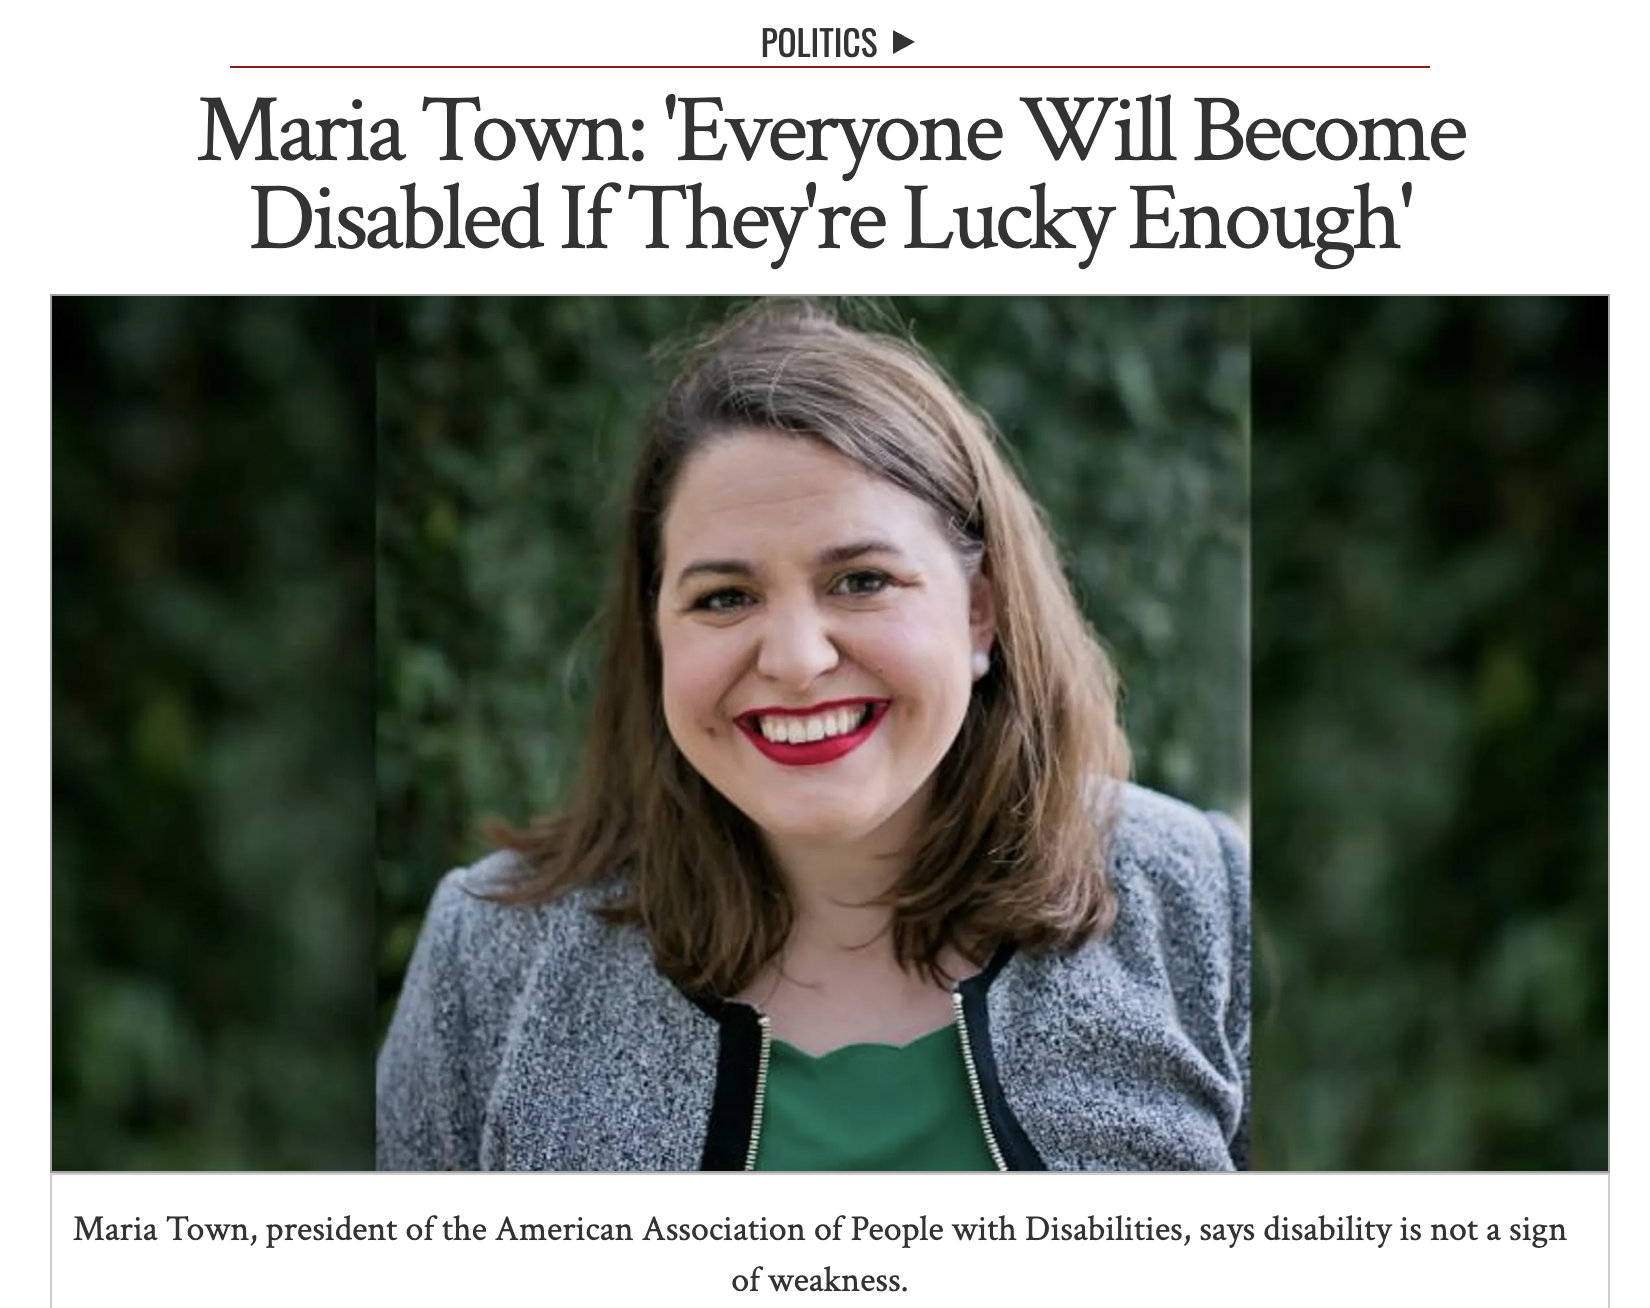 POLITICS ►
Maria Town: 'Everyone Will Become
Disabled If They're Lucky Enough'
Maria Town, president of the American Association of People with Disabilities, says disability is not a sign
of weakness.